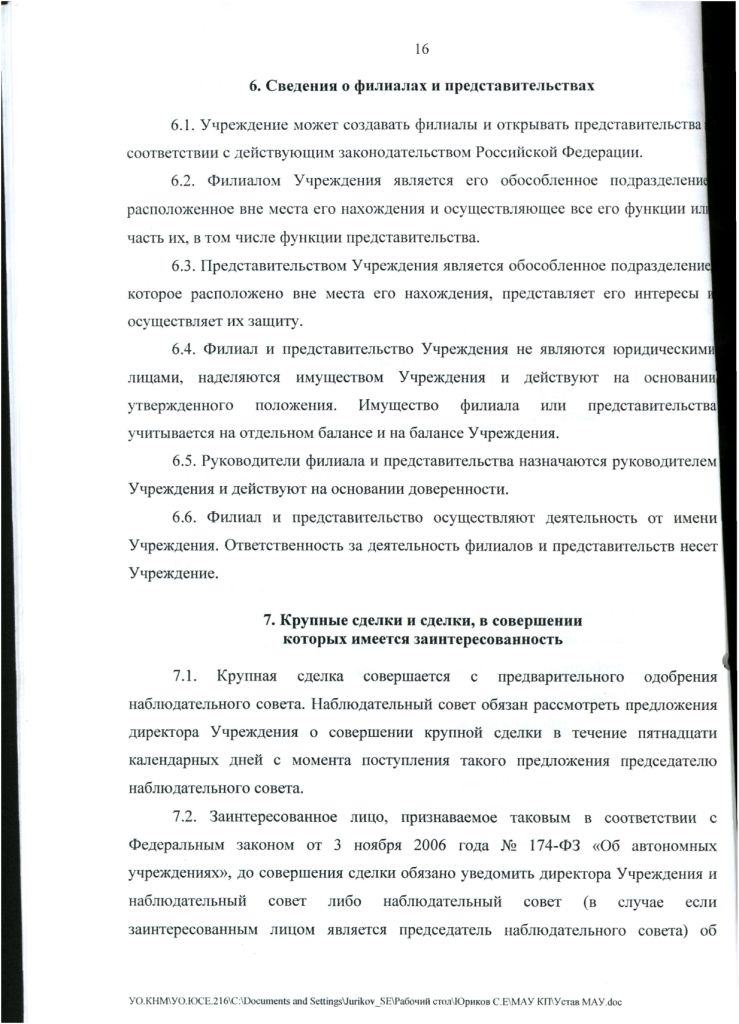 16
6. Сведения о филиалах и представительствах
6.1. Учреждение может создавать филиалы и открывать представительства
соответствии с действующим законодательством Российской Федерации.
6.2. Филиалом Учреждения является его обособленное подразделение
расположенное вне места его нахождения и осуществляющее все его функции или
часть их, в том числе функции представительства.
6.3. Представительством Учреждения является обособленное подразделение,
которое расположено вне места его нахождения, представляет его интересы и
осуществляет их защиту.
6.4. Филиал и представительство Учреждения не являются юридическими
лицами, наделяются имуществом Учреждения и действуют на основании
утвержденного положения. Имущество филиала или представительства
учитывается на отдельном балансе и на балансе Учреждения.
6.5. Руководители филиала и представительства назначаются руководителем
Учреждения и действуют на основании доверенности.
6.6. Филиал и представительство осуществляют деятельность от имени
Учреждения. Ответственность за деятельность филиалов и представительств несет
Учреждение.
7. Крупные сделки и сделки, в совершении
которых имеется заинтересованность
7.1. Крупная сделка совершается с предварительного одобрения
наблюдательного совета. Наблюдательный совет обязан рассмотреть предложения
директора Учреждения о совершении крупной сделки в течение пятнадцати
календарных дней с момента поступления такого предложения председателю
наблюдательного совета.
7.2. Заинтересованное лицо, признаваемое таковым в соответствии с
Федеральным законом от 3 ноября 2006 года № 174-ФЗ «Об автономных
учреждениях», до совершения сделки обязано уведомить директора Учреждения и
наблюдательный совет либо наблюдательный совет (в случае если
заинтересованным лицом является председатель наблюдательного совета) об
УО.КНМ\УО.ЮСЕ.216\C:\Documents and Settings\Jurikov_SE\Рабочий стол\Юриков С.Е\МАУ КП\Устав МАУ.doc